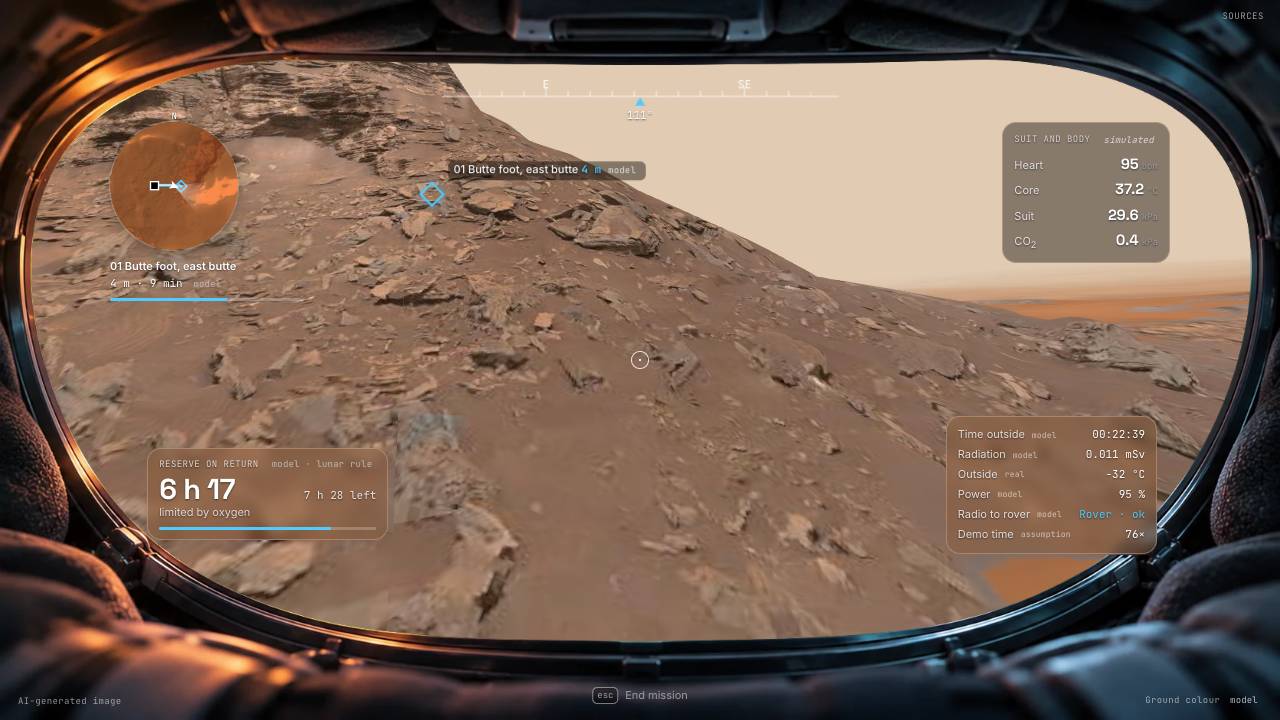 SOURCES
E SE
111°
N
01 Butte foot, east butte 4 m model
SUIT AND BODY simulated
Heart 95 bpm
Core 37.2 °C
Suit 29.6 kPa
CO₂ 0.4 kPa
01 Butte foot, east butte
4 m · 9 min model
RESERVE ON RETURN model · lunar rule
6 h 17 7 h 28 left
limited by oxygen
Time outside model 00:22:39
Radiation model 0.011 mSv
Outside real -32 °C
Power model 95 %
Radio to rover model Rover · ok
Demo time assumption 76×
esc End mission
AI-generated image
Ground colour model